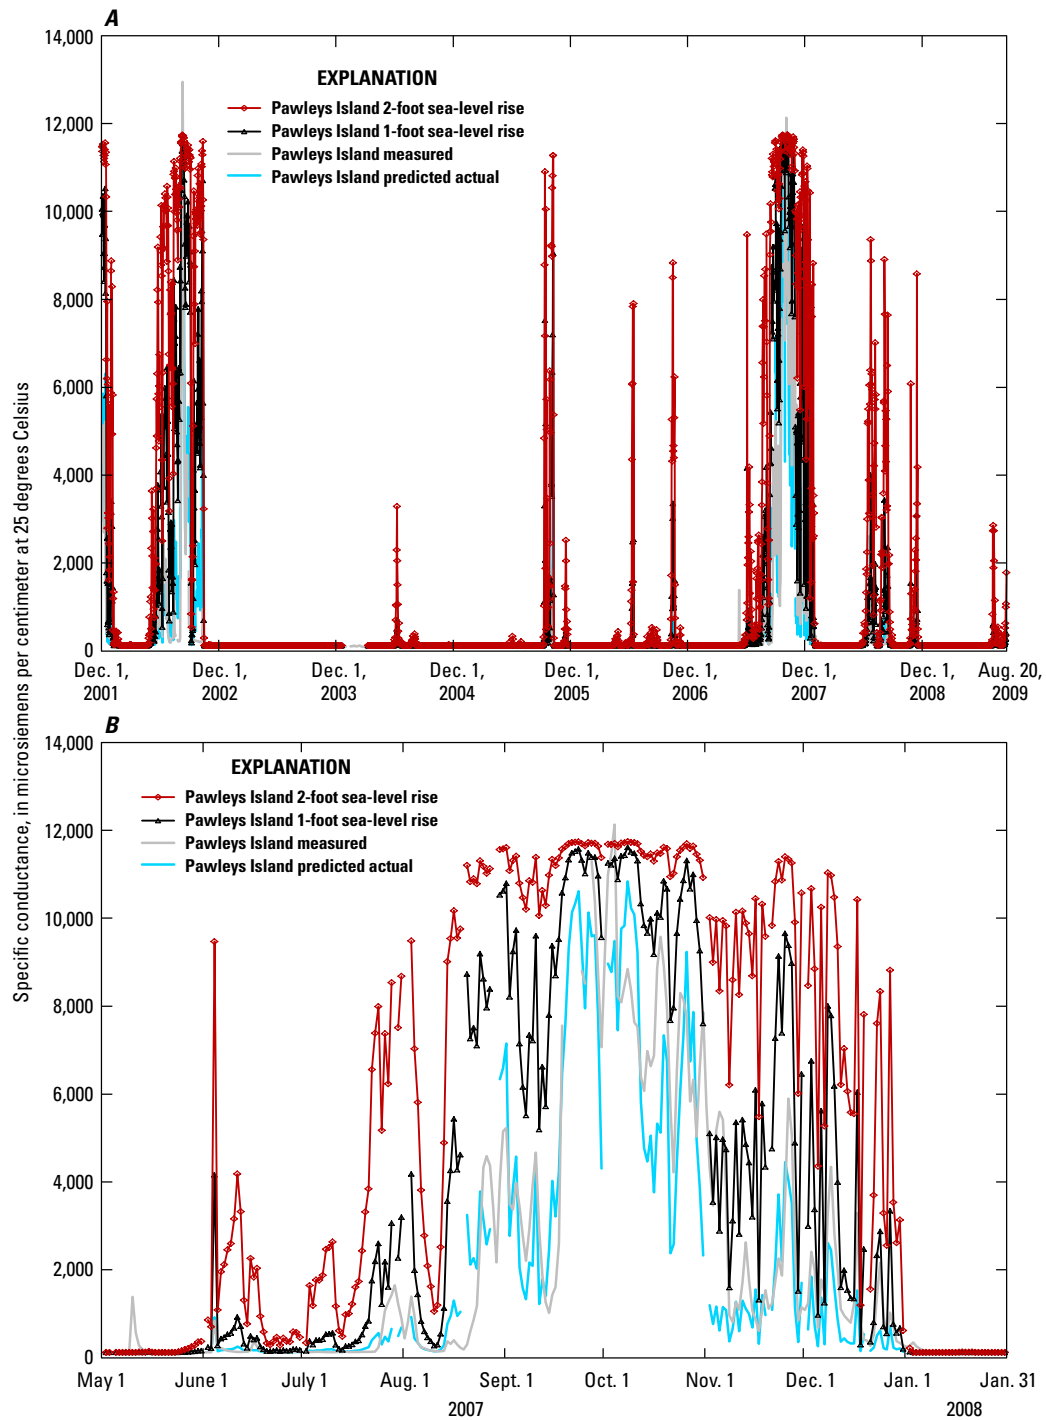 A
14,000
12,000
10,000
8,000
6,000
4,000
2,000
0
EXPLANATION
Pawleys Island 2-foot sea-level rise
Pawleys Island 1-foot sea-level rise
Pawleys Island measured
Pawleys Island predicted actual
Dec. 1, Dec. 1, Dec. 1, Dec. 1, Dec. 1, Dec. 1, Dec. 1, Dec. 1, Aug. 20,
2001 2002 2003 2004 2005 2006 2007 2008 2009
Specific conductance, in microsiemens per centimeter at 25 degrees Celsius
B
14,000
12,000
10,000
8,000
6,000
4,000
2,000
0
EXPLANATION
Pawleys Island 2-foot sea-level rise
Pawleys Island 1-foot sea-level rise
Pawleys Island measured
Pawleys Island predicted actual
May 1 June 1 July 1 Aug. 1 Sept. 1 Oct. 1 Nov. 1 Dec. 1 Jan. 1 Jan. 31
2007 2008